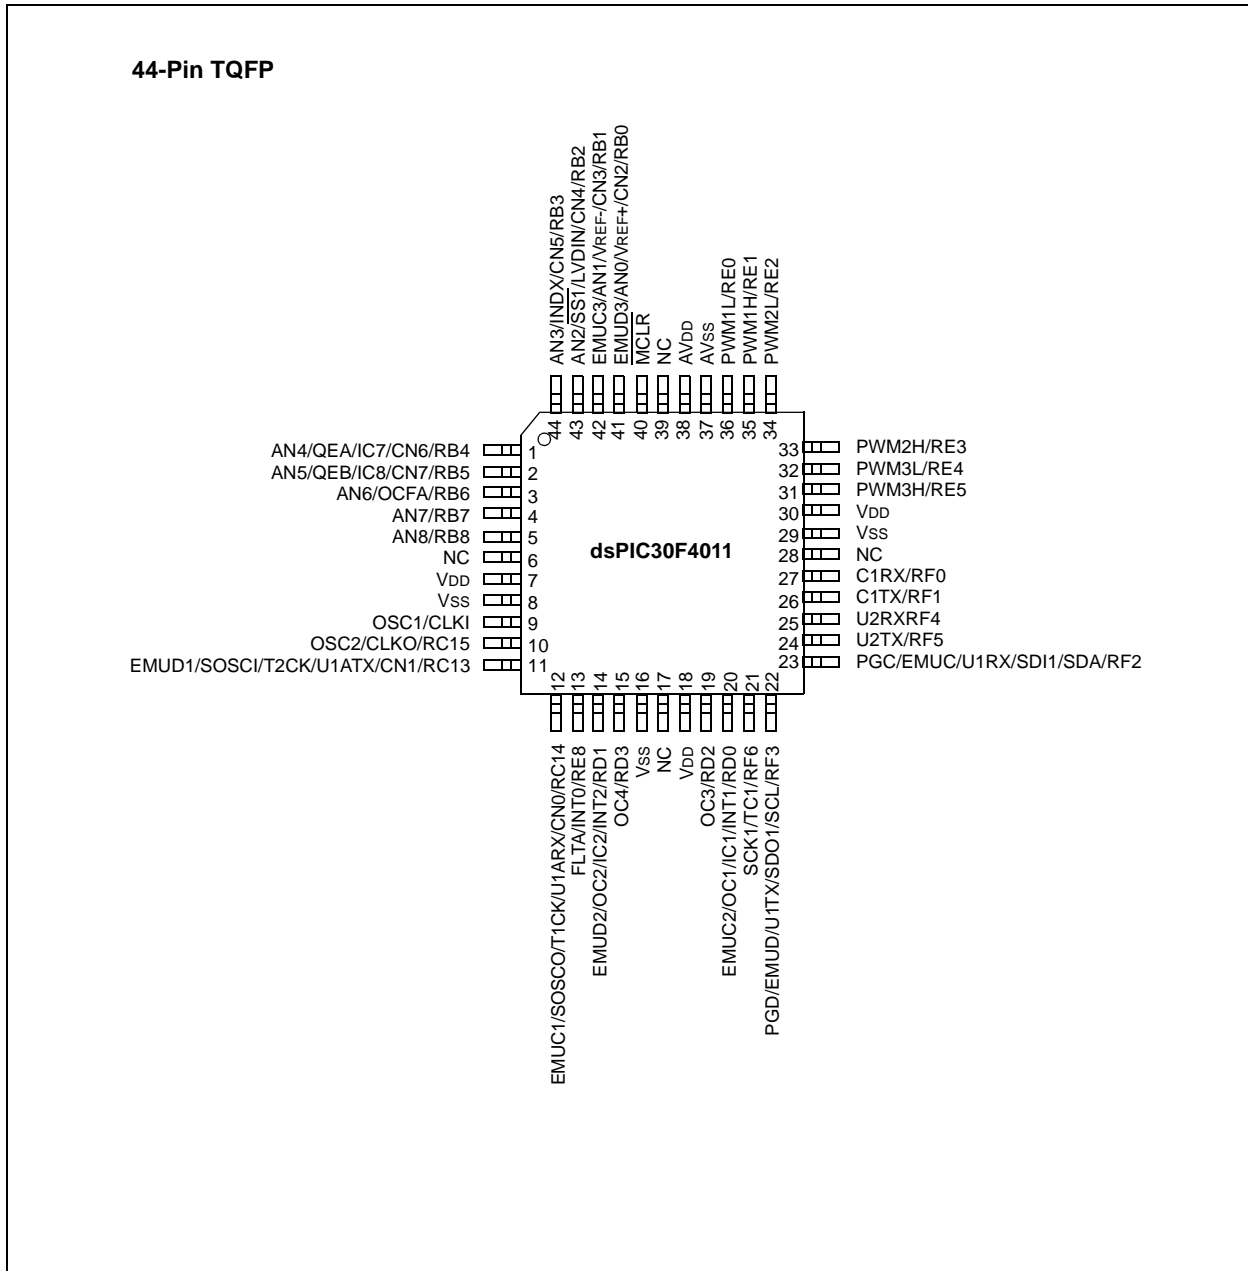 44-Pin TQFP
AN3/INDX/CN5/RB3
AN2/SS1/LVDIN/CN4/RB2
EMUC3/AN1/VREF-/CN3/RB1
EMUD3/AN0/VREF+/CN2/RB0
MCLR
NC
AVDD
AVSS
PWM1L/RE0
PWM1H/RE1
PWM2L/RE2
44
43
42
41
40
39
38
37
36
35
34
AN4/QEA/IC7/CN6/RB4 1
AN5/QEB/IC8/CN7/RB5 2
AN6/OCFA/RB6 3
AN7/RB7 4
AN8/RB8 5
NC 6
VDD 7
VSS 8
OSC1/CLKI 9
OSC2/CLKO/RC15 10
EMUD1/SOSCI/T2CK/U1ATX/CN1/RC13 11
dsPIC30F4011
33 PWM2H/RE3
32 PWM3L/RE4
31 PWM3H/RE5
30 VDD
29 VSS
28 NC
27 C1RX/RF0
26 C1TX/RF1
25 U2RXRF4
24 U2TX/RF5
23 PGC/EMUC/U1RX/SDI1/SDA/RF2
12
13
14
15
16
17
18
19
20
21
22
EMUC1/SOSCO/T1CK/U1ARX/CN0/RC14
FLTA/INT0/RE8
EMUD2/OC2/IC2/INT2/RD1
OC4/RD3
VSS
NC
VDD
OC3/RD2
EMUC2/OC1/IC1/INT1/RD0
SCK1/TC1/RF6
PGD/EMUD/U1TX/SDO1/SCL/RF3